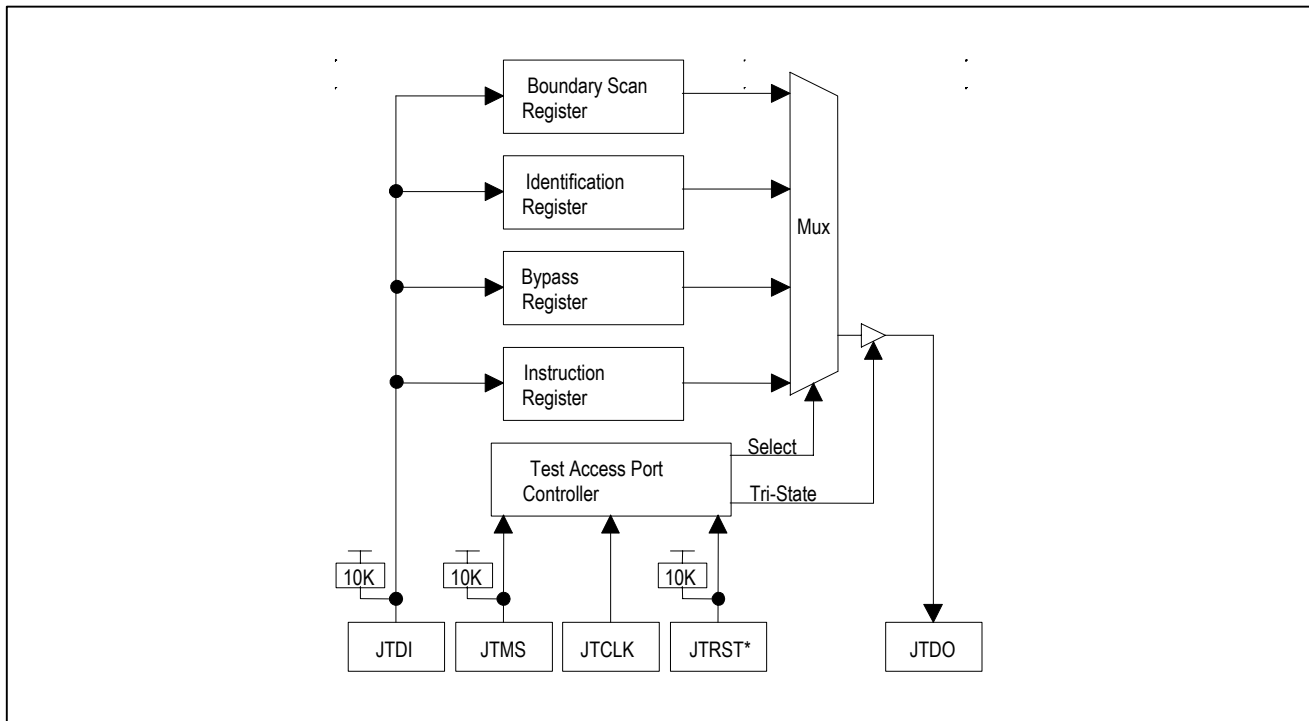 Boundary Scan
Register
Identification
Register
Mux
Bypass
Register
Instruction
Register
Select
Test Access Port
Controller
Tri-State
10K
10K
10K
JTDI
JTMS
JTCLK
JTRST*
JTDO